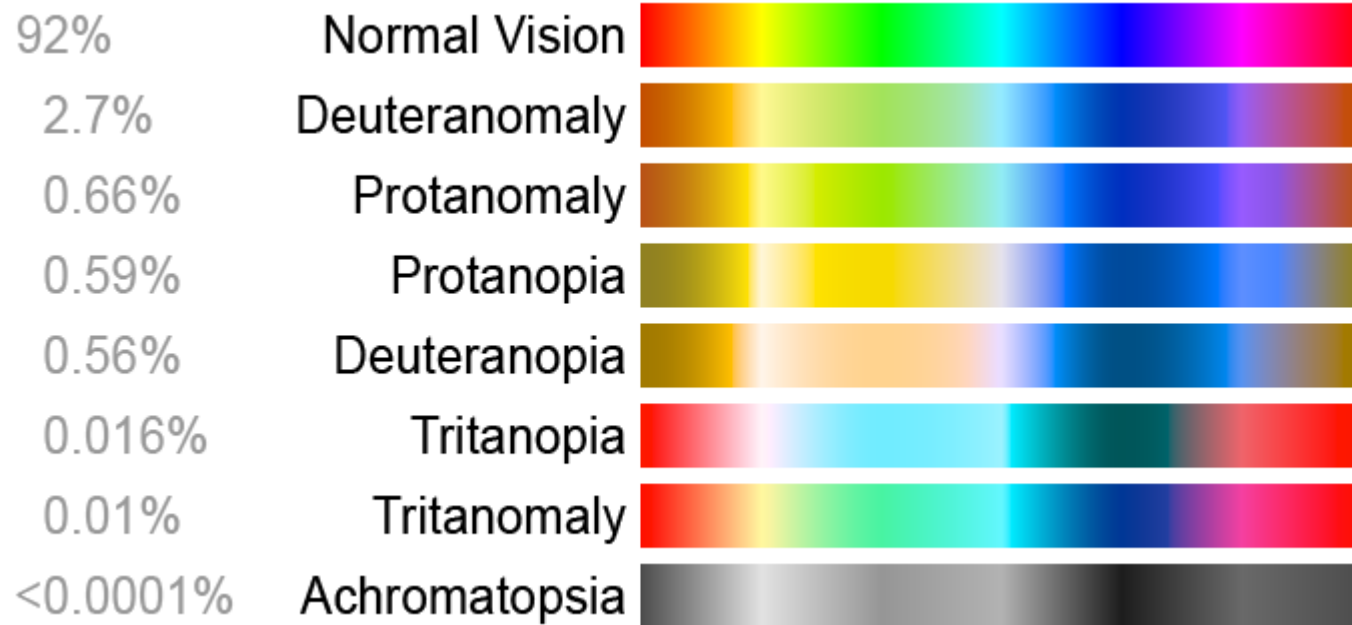 92% Normal Vision
2.7% Deuteranomaly
0.66% Protanomaly
0.59% Protanopia
0.56% Deuteranopia
0.016% Tritanopia
0.01% Tritanomaly
<0.0001% Achromatopsia